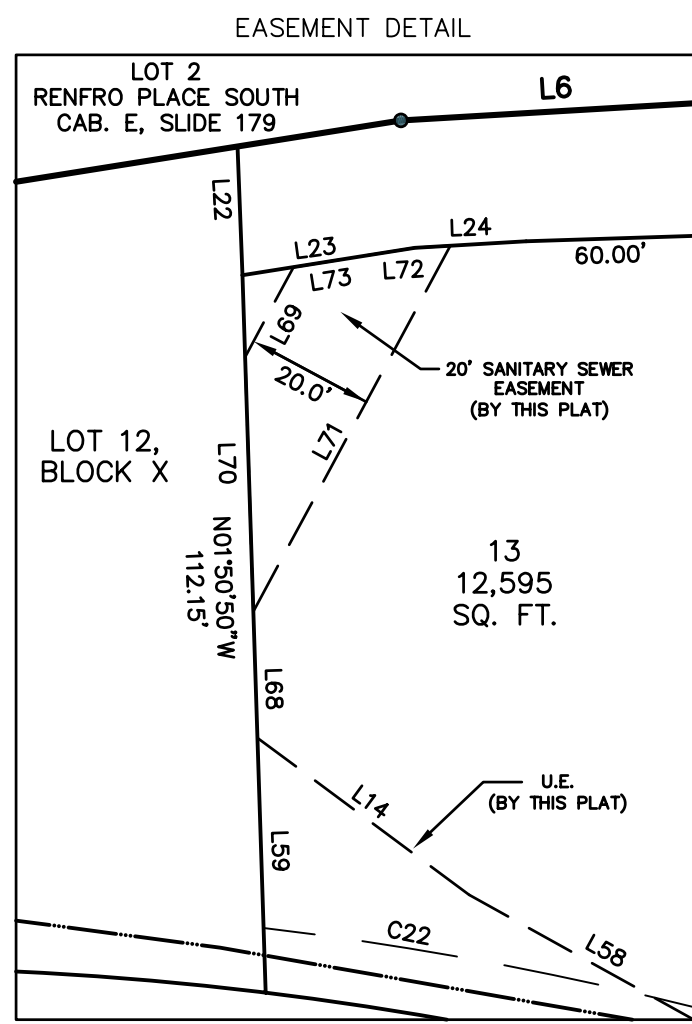 EASEMENT DETAIL
LOT 2
RENFRO PLACE SOUTH
CAB. E, SLIDE 179
L6
L22
L23
L24
L73
L72
60.00'
L69
20.0'
20' SANITARY SEWER
EASEMENT
(BY THIS PLAT)
LOT 12,
BLOCK X
L70
L71
N01°50'50"W
112.15'
13
12,595
SQ. FT.
L68
L14
U.E.
(BY THIS PLAT)
L59
C22
L58